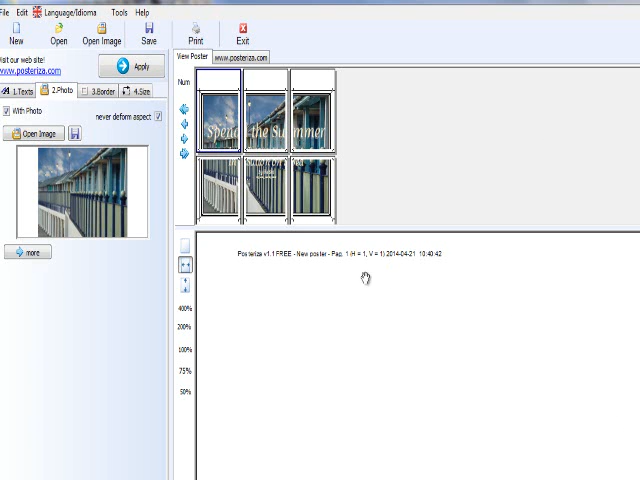 File Edit Language/Idioma Tools Help
New Open Open Image Save Print Exit
Visit our web site!
www.posteriza.com
Apply
View Poster www.posteriza.com
1.Texts 2.Photo 3.Border 4.Size
Num
With Photo
never deform aspect
Open Image
Spend the Summer
more
Posteriza v1.1 FREE - New poster - Pag. 1 (H = 1, V = 1) 2014-04-21 10:40:42
400%
200%
100%
75%
50%